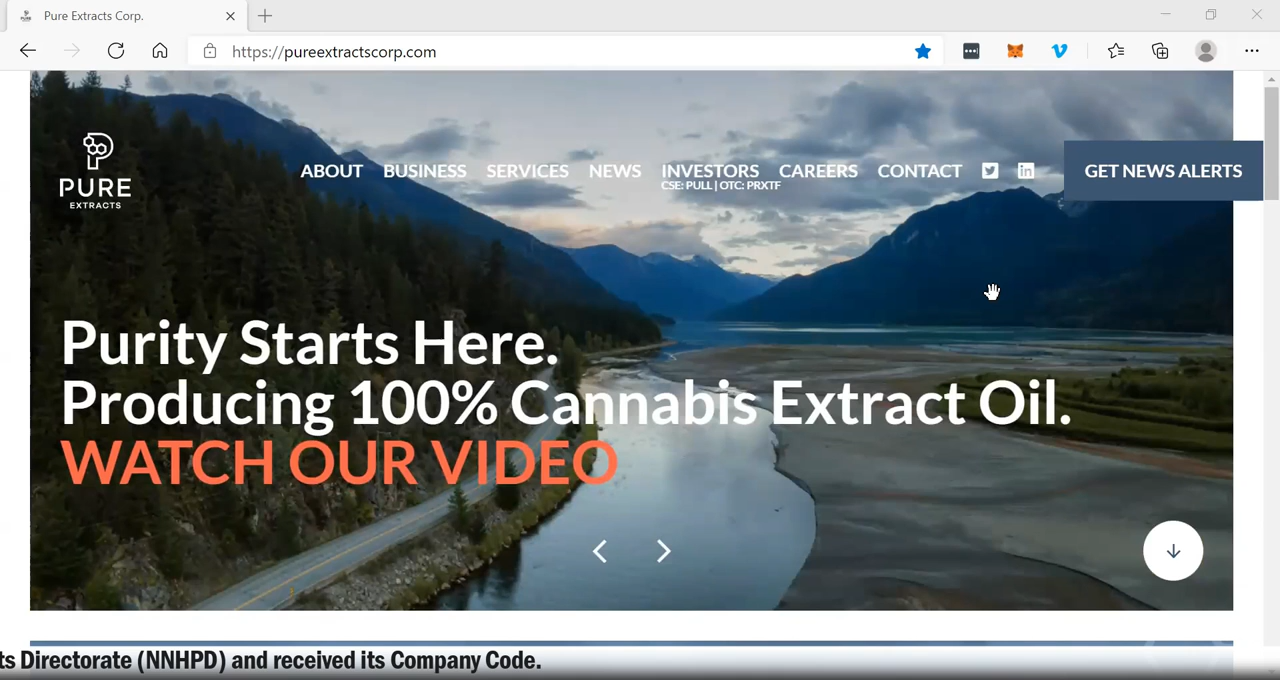 Pure Extracts Corp.
https://pureextractscorp.com
PURE
EXTRACTS
ABOUT BUSINESS SERVICES NEWS INVESTORS CAREERS CONTACT GET NEWS ALERTS
CSE: PULL | OTC: PRXTF
Purity Starts Here.
Producing 100% Cannabis Extract Oil.
WATCH OUR VIDEO
ts Directorate (NNHPD) and received its Company Code.